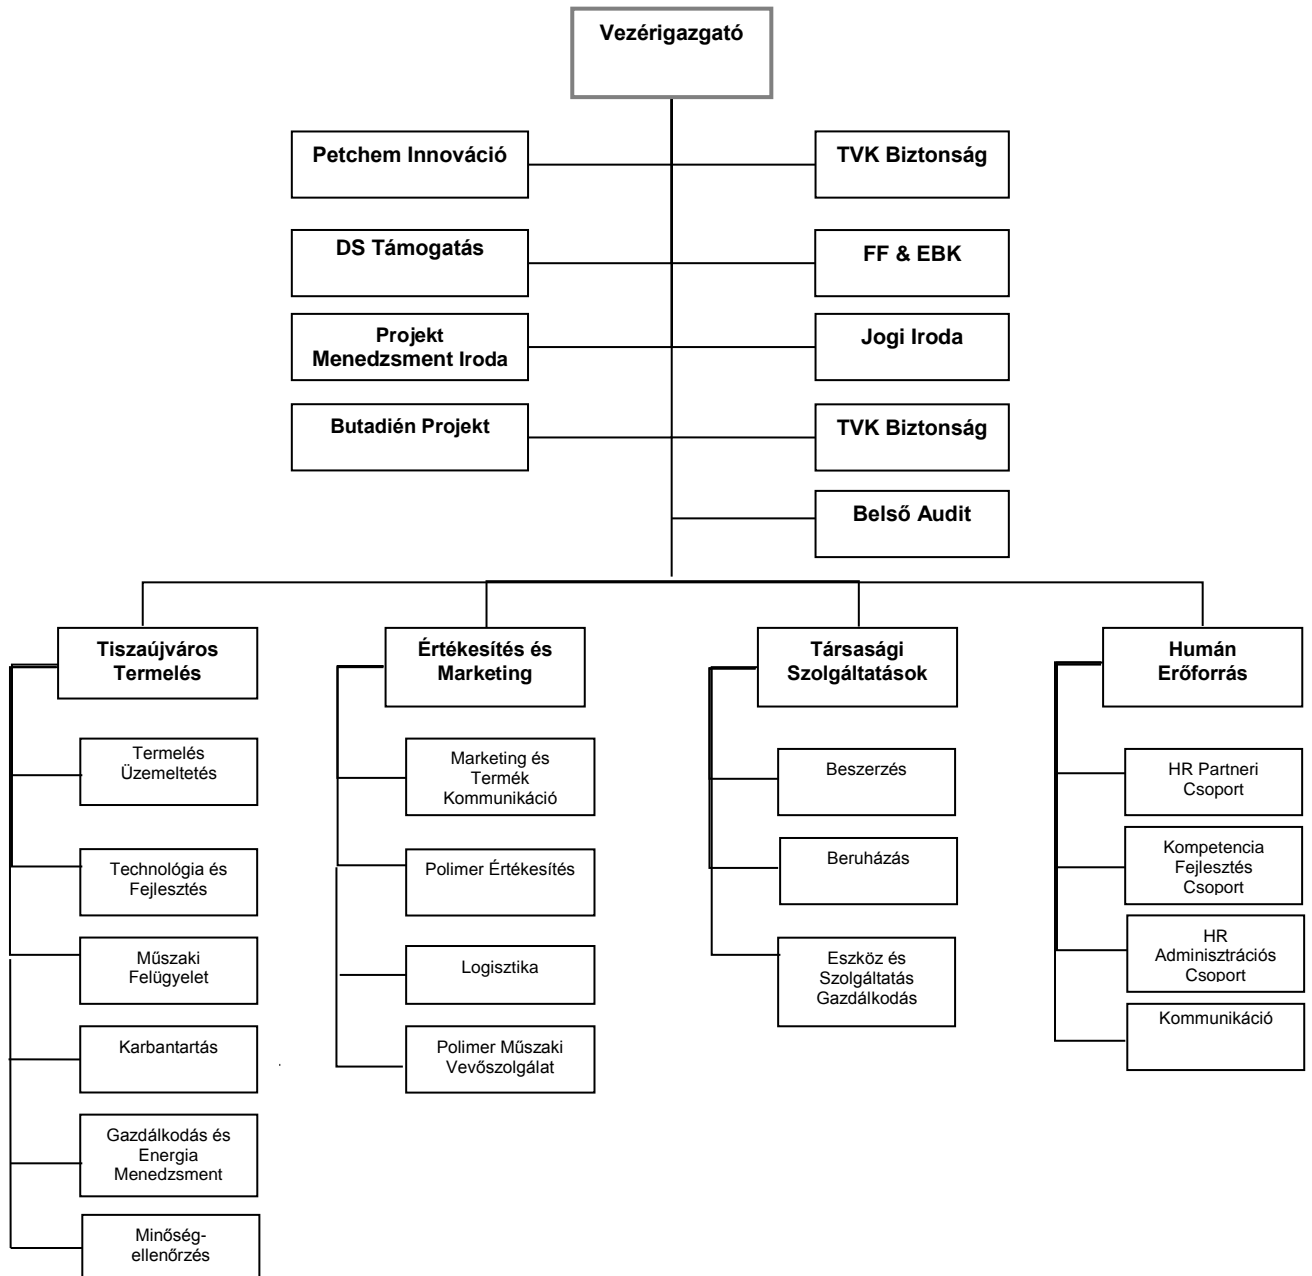 Vezérigazgató
Petchem Innováció
TVK Biztonság
DS Támogatás
FF & EBK
Projekt
Menedzsment Iroda
Jogi Iroda
Butadién Projekt
TVK Biztonság
Belső Audit
Tiszaújváros
Termelés
Értékesítés és
Marketing
Társasági
Szolgáltatások
Humán
Erőforrás
Termelés
Üzemeltetés
Technológia és
Fejlesztés
Műszaki
Felügyelet
Karbantartás
Gazdálkodás és
Energia
Menedzsment
Minőség-
ellenőrzés
Marketing és
Termék
Kommunikáció
Polimer Értékesítés
Logisztika
Polimer Műszaki
Vevőszolgálat
Beszerzés
Beruházás
Eszköz és
Szolgáltatás
Gazdálkodás
HR Partneri
Csoport
Kompetencia
Fejlesztés
Csoport
HR
Adminisztrációs
Csoport
Kommunikáció